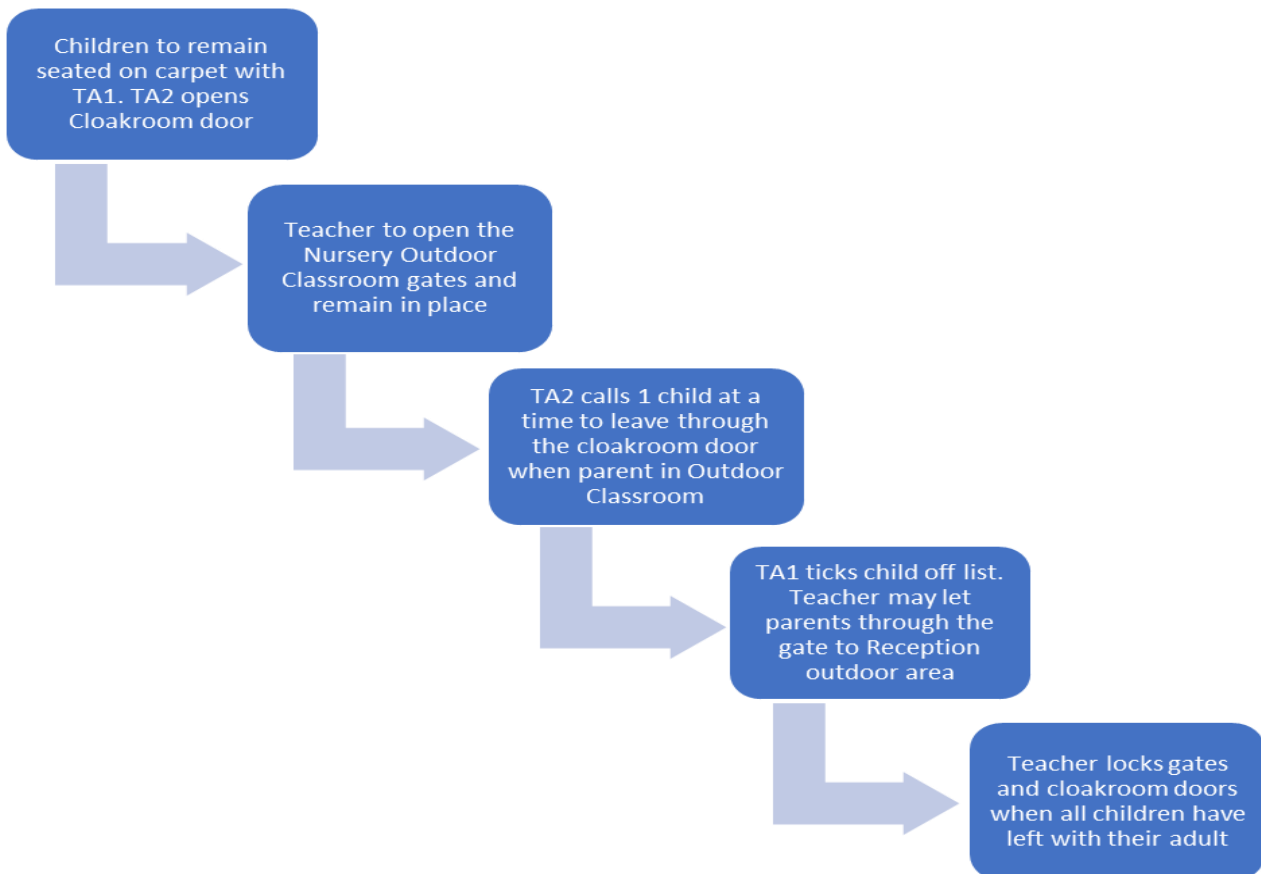 Children to remain
seated on carpet with
TA1. TA2 opens
Cloakroom door
Teacher to open the
Nursery Outdoor
Classroom gates and
remain in place
TA2 calls 1 child at a
time to leave through
the cloakroom door
when parent in Outdoor
Classroom
TA1 ticks child off list.
Teacher may let
parents through the
gate to Reception
outdoor area
Teacher locks gates
and cloakroom doors
when all children have
left with their adult